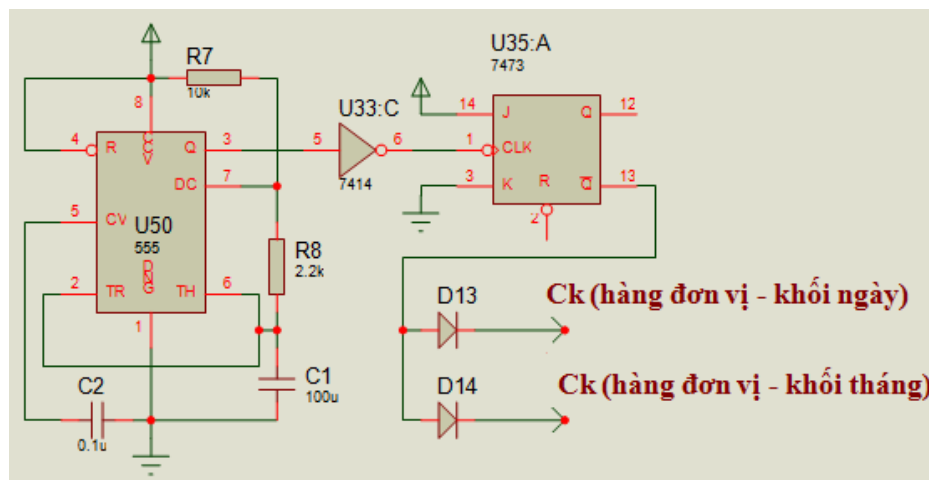 U35:A
7473
R7
10k
U33:C
7414
8
4
R
VCC
Q
3
5
6
14
J
Q
12
1
CLK
3
K
R
Q
13
2
DC
7
5
CV
U50
555
R8
2.2k
2
TR
GND
TH
6
1
D13
Ck (hàng đơn vị - khối ngày)
C2
0.1u
C1
100u
D14
Ck (hàng đơn vị - khối tháng)